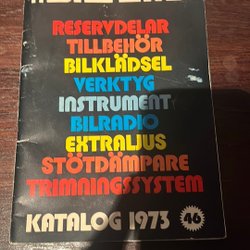 RESERVDELAR
TILLBEHÖR
BILKLÄDSEL
VERKTYG
INSTRUMENT
BILRADIO
EXTRALJUS
STÖTDÄMPARE
TRIMNINGSSYSTEM
KATALOG 1973 46